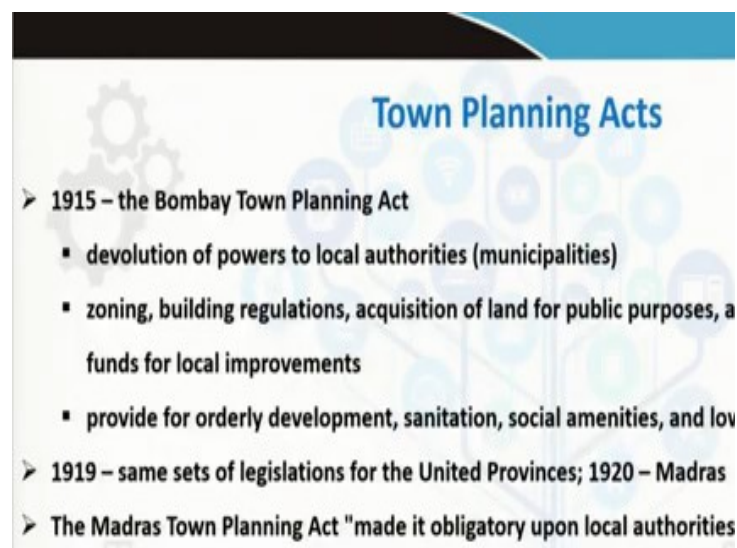 Town Planning Acts
➢ 1915 – the Bombay Town Planning Act
▪ devolution of powers to local authorities (municipalities)
▪ zoning, building regulations, acquisition of land for public purposes, a
funds for local improvements
▪ provide for orderly development, sanitation, social amenities, and lov
➢ 1919 – same sets of legislations for the United Provinces; 1920 – Madras
➢ The Madras Town Planning Act "made it obligatory upon local authorities